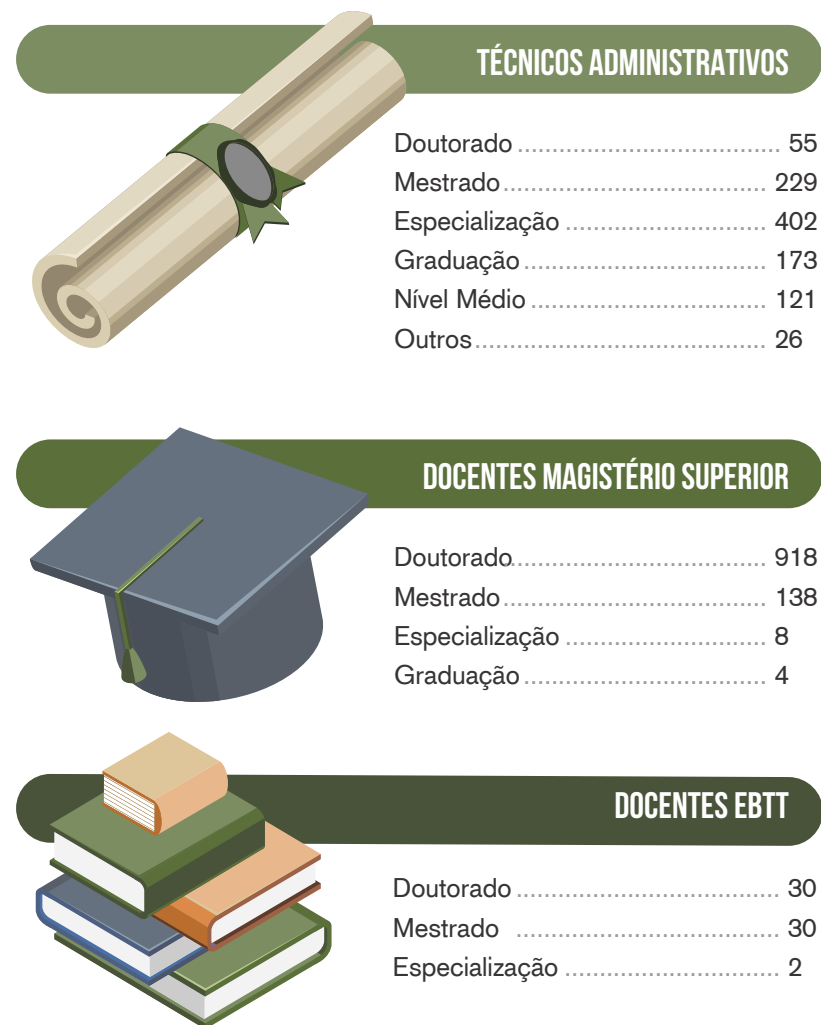 TÉCNICOS ADMINISTRATIVOS
Doutorado ...................................... 55
Mestrado ...................................... 229
Especialização ............................. 402
Graduação ................................... 173
Nível Médio .................................. 121
Outros .......................................... 26
DOCENTES MAGISTÉRIO SUPERIOR
Doutorado ..................................... 918
Mestrado ...................................... 138
Especialização ............................. 8
Graduação ................................... 4
DOCENTES EBTT
Doutorado ...................................... 30
Mestrado ...................................... 30
Especialização ............................... 2